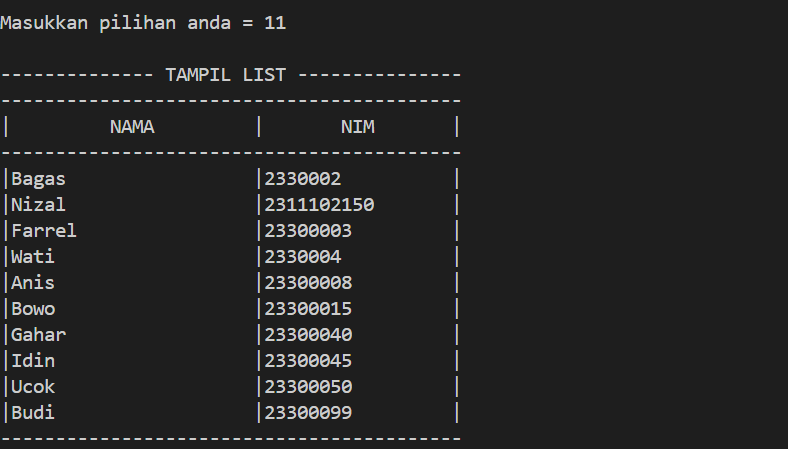 Masukkan pilihan anda = 11
-------------- TAMPIL LIST ---------------
------------------------------------------
|         NAMA         |       NIM       |
------------------------------------------
|Bagas                 |2330002          |
|Nizal                 |2311102150       |
|Farrel                |23300003         |
|Wati                  |2330004          |
|Anis                  |23300008         |
|Bowo                  |23300015         |
|Gahar                 |23300040         |
|Idin                  |23300045         |
|Ucok                  |23300050         |
|Budi                  |23300099         |
------------------------------------------